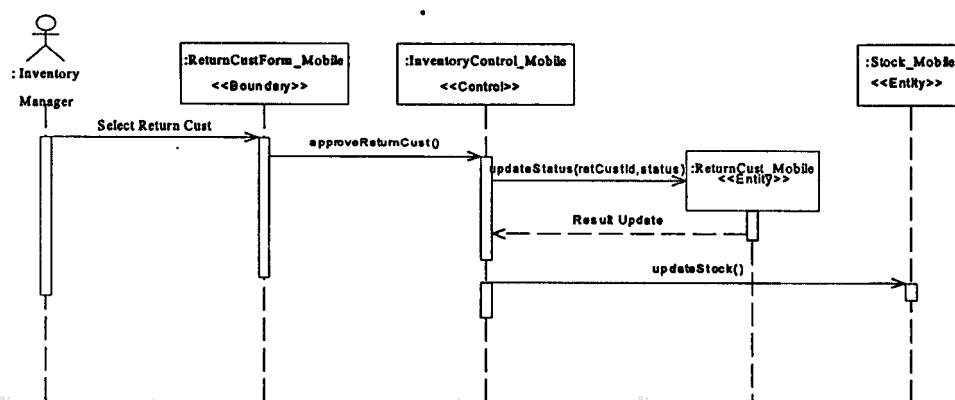 : Inventory
Manager
:ReturnCustForm_Mobile
<<Boundary>>
:InventoryControl_Mobile
<<Control>>
:Stock_Mobile
<<Entity>>
Select Return Cust
approveReturnCust()
updateStatus(retCustId,status)
:ReturnCust_Mobile
<<Entity>>
Result Update
updateStock()